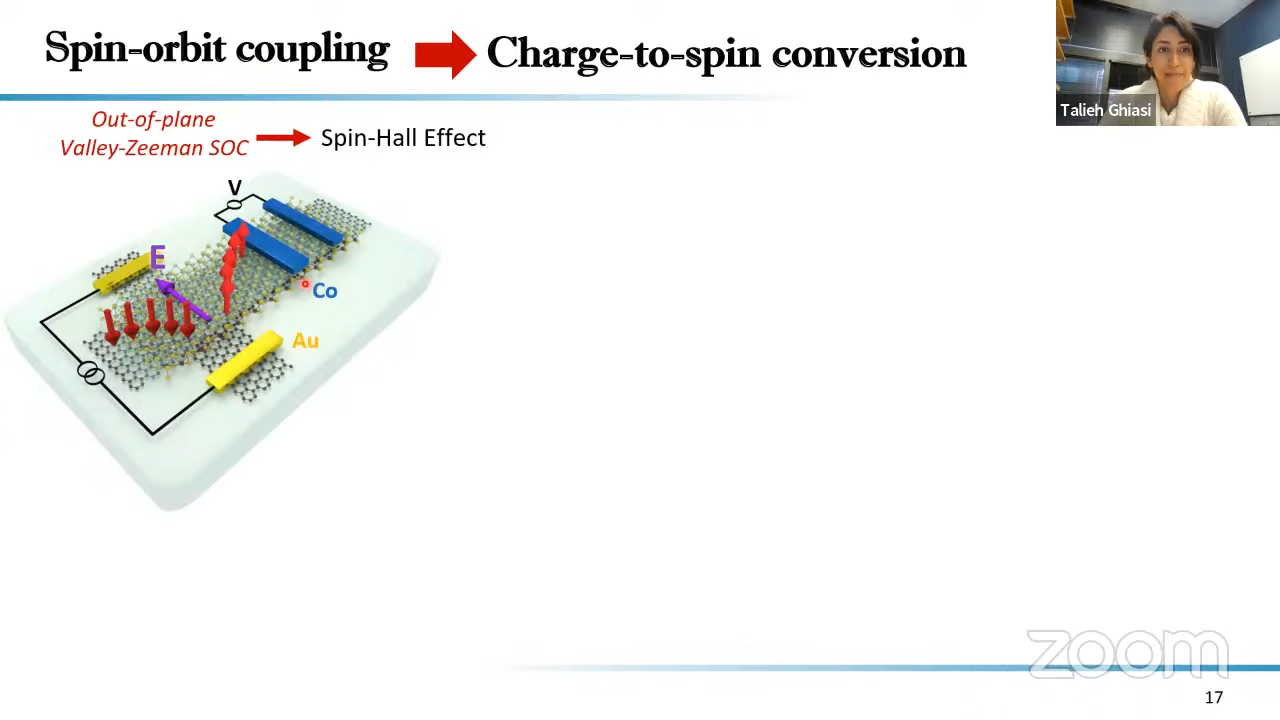 Spin-orbit coupling Charge-to-spin conversion
Talieh Ghiasi
Out-of-plane
Valley-Zeeman SOC Spin-Hall Effect
V
E
Co
Au
zoom
17